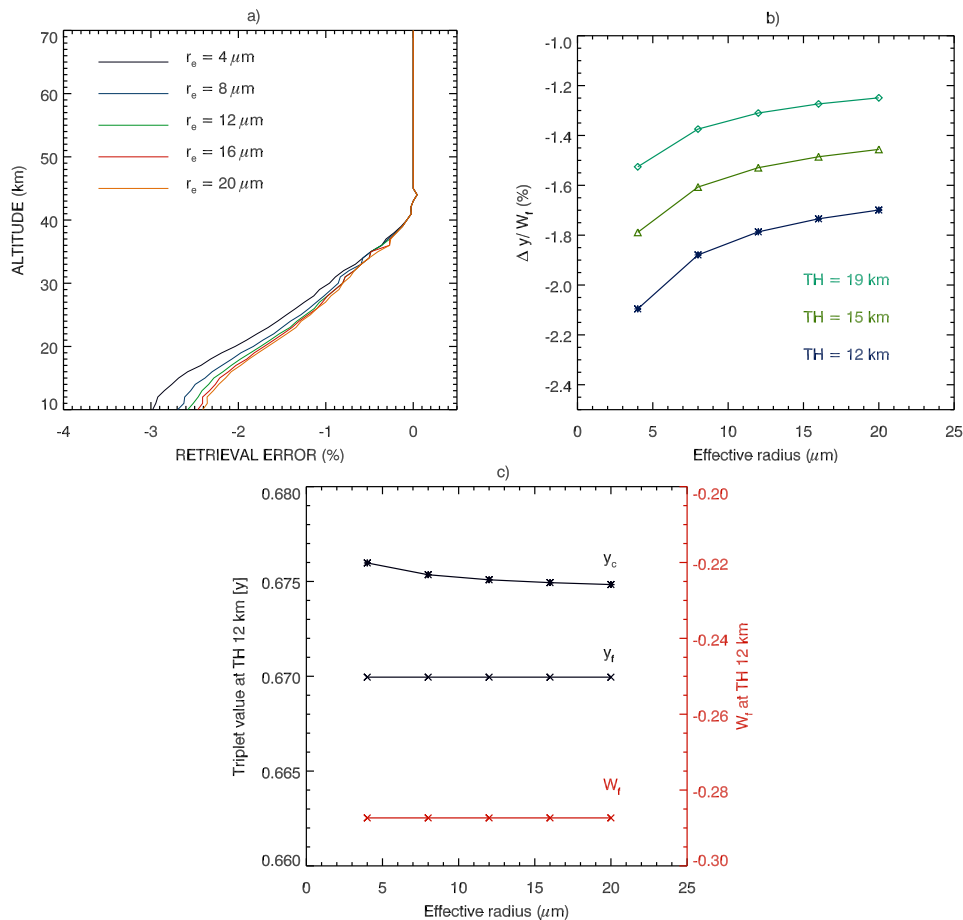 a)
70
60
50
40
30
20
10
ALTITUDE (km)
r_e = 4 μm
r_e = 8 μm
r_e = 12 μm
r_e = 16 μm
r_e = 20 μm
-4 -3 -2 -1 0
RETRIEVAL ERROR (%)
b)
-1.0
-1.2
-1.4
-1.6
-1.8
-2.0
-2.2
-2.4
Δ y/ W_f (%)
TH = 19 km
TH = 15 km
TH = 12 km
0 5 10 15 20 25
Effective radius (μm)
c)
0.680
0.675
0.670
0.665
0.660
Triplet value at TH 12 km [y]
y_c
y_f
W_f
-0.20
-0.22
-0.24
-0.26
-0.28
-0.30
W_f at TH 12 km
0 5 10 15 20 25
Effective radius (μm)